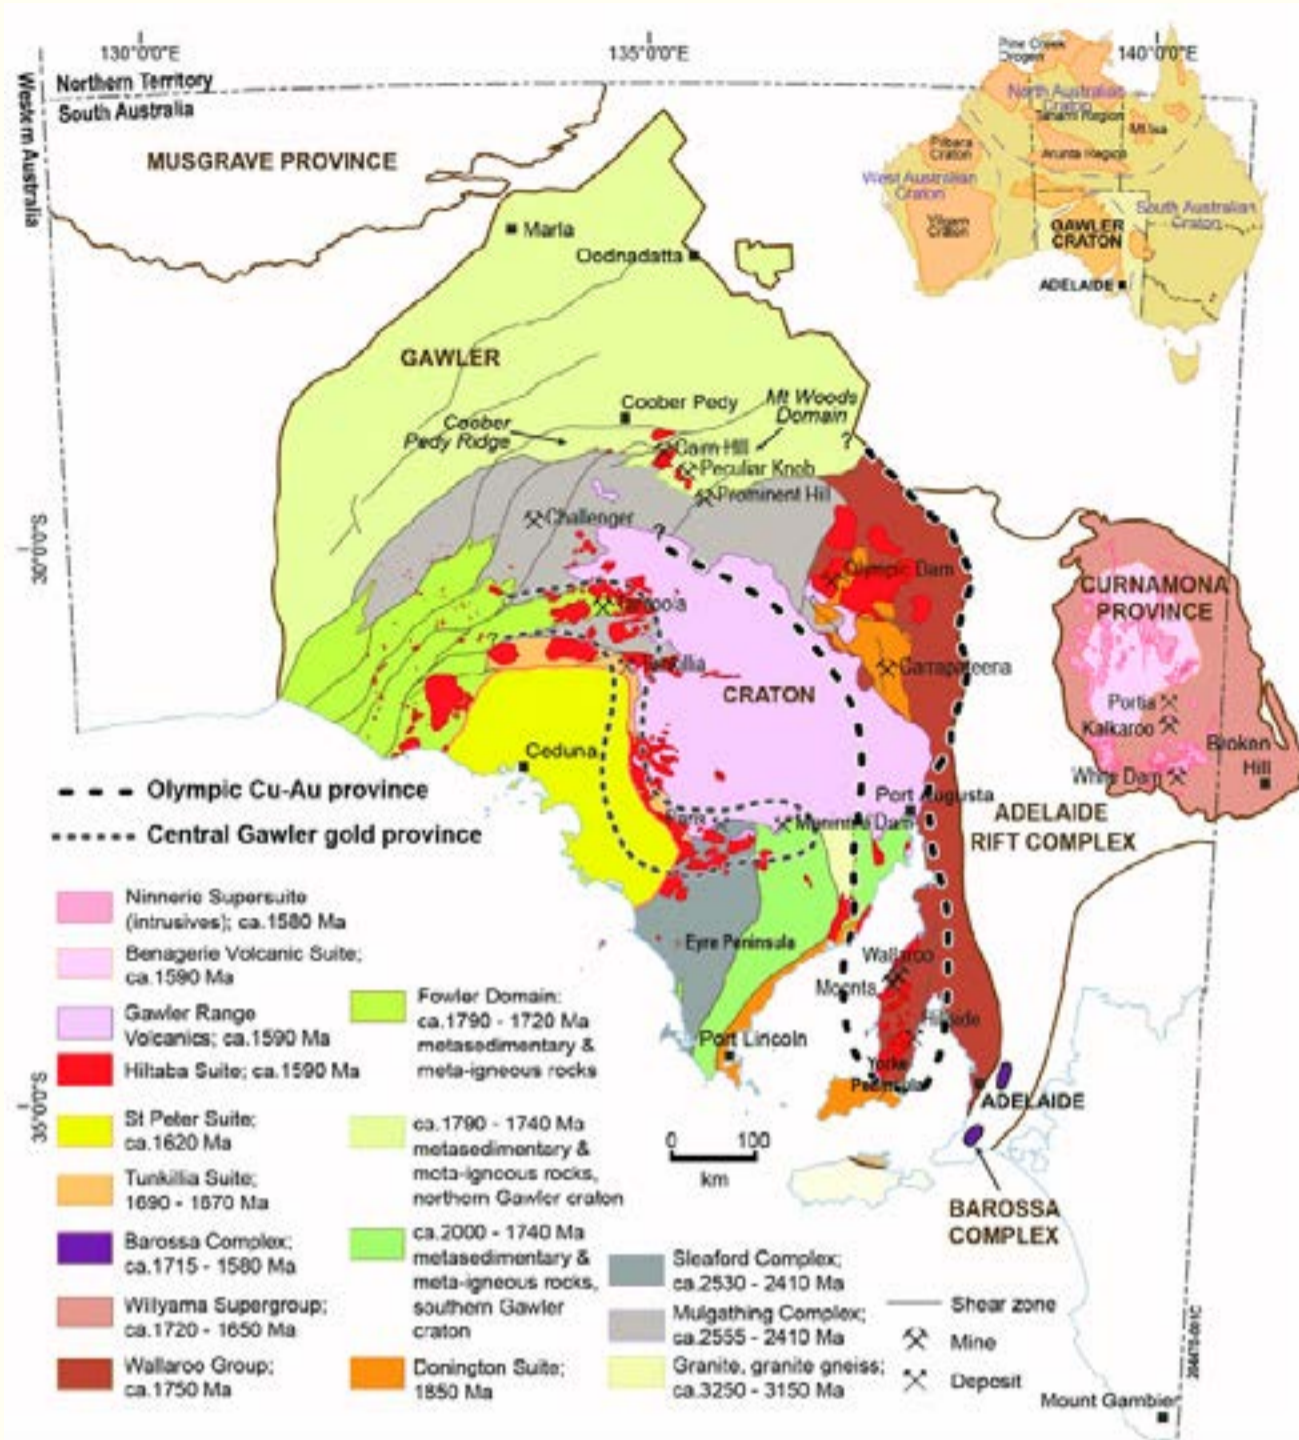 130°0'0"E
135°0'0"E
140°0'0"E
Northern Territory
South Australia
Western Australia
MUSGRAVE PROVINCE
Pine Creek
Orogen
North Australian
Craton
Tanami Region
Mt Isa
Pilbara
Craton
Arunta Region
West Australian
Craton
Yilgarn
Craton
South Australian
Craton
GAWLER
CRATON
ADELAIDE
Marla
Oodnadatta
GAWLER
Coober Pedy
Mt Woods
Domain
Coober
Pedy Ridge
?
Cairn Hill
Peculiar Knob
Prominent Hill
Challenger
?
30°0'0"S
Olympic Dam
CURNAMONA
PROVINCE
Tarcoola
?
Tunkillia
Carrapateena
CRATON
Portia
Kalkaroo
Broken
Hill
White Dam
Ceduna
Port Augusta
Paris
Menninnie Dam
ADELAIDE
RIFT COMPLEX
Olympic Cu-Au province
Central Gawler gold province
Eyre Peninsula
Wallaroo
Moonta
Hillside
Port Lincoln
Yorke
Peninsula
ADELAIDE
35°0'0"S
0 100
km
BAROSSA
COMPLEX
Mount Gambier
Ninnerie Supersuite
(intrusives); ca.1580 Ma
Benagerie Volcanic Suite;
ca.1590 Ma
Gawler Range
Volcanics; ca.1590 Ma
Hiltaba Suite; ca.1590 Ma
St Peter Suite;
ca.1620 Ma
Tunkillia Suite;
1690 - 1670 Ma
Barossa Complex;
ca.1715 - 1580 Ma
Willyama Supergroup;
ca.1720 - 1650 Ma
Wallaroo Group;
ca.1750 Ma
Fowler Domain:
ca.1790 - 1720 Ma
metasedimentary &
meta-igneous rocks
ca.1790 - 1740 Ma
metasedimentary &
meta-igneous rocks,
northern Gawler craton
ca.2000 - 1740 Ma
metasedimentary &
meta-igneous rocks,
southern Gawler
craton
Donington Suite;
1850 Ma
Sleaford Complex;
ca.2530 - 2410 Ma
Mulgathing Complex;
ca.2555 - 2410 Ma
Granite, granite gneiss;
ca.3250 - 3150 Ma
Shear zone
Mine
Deposit